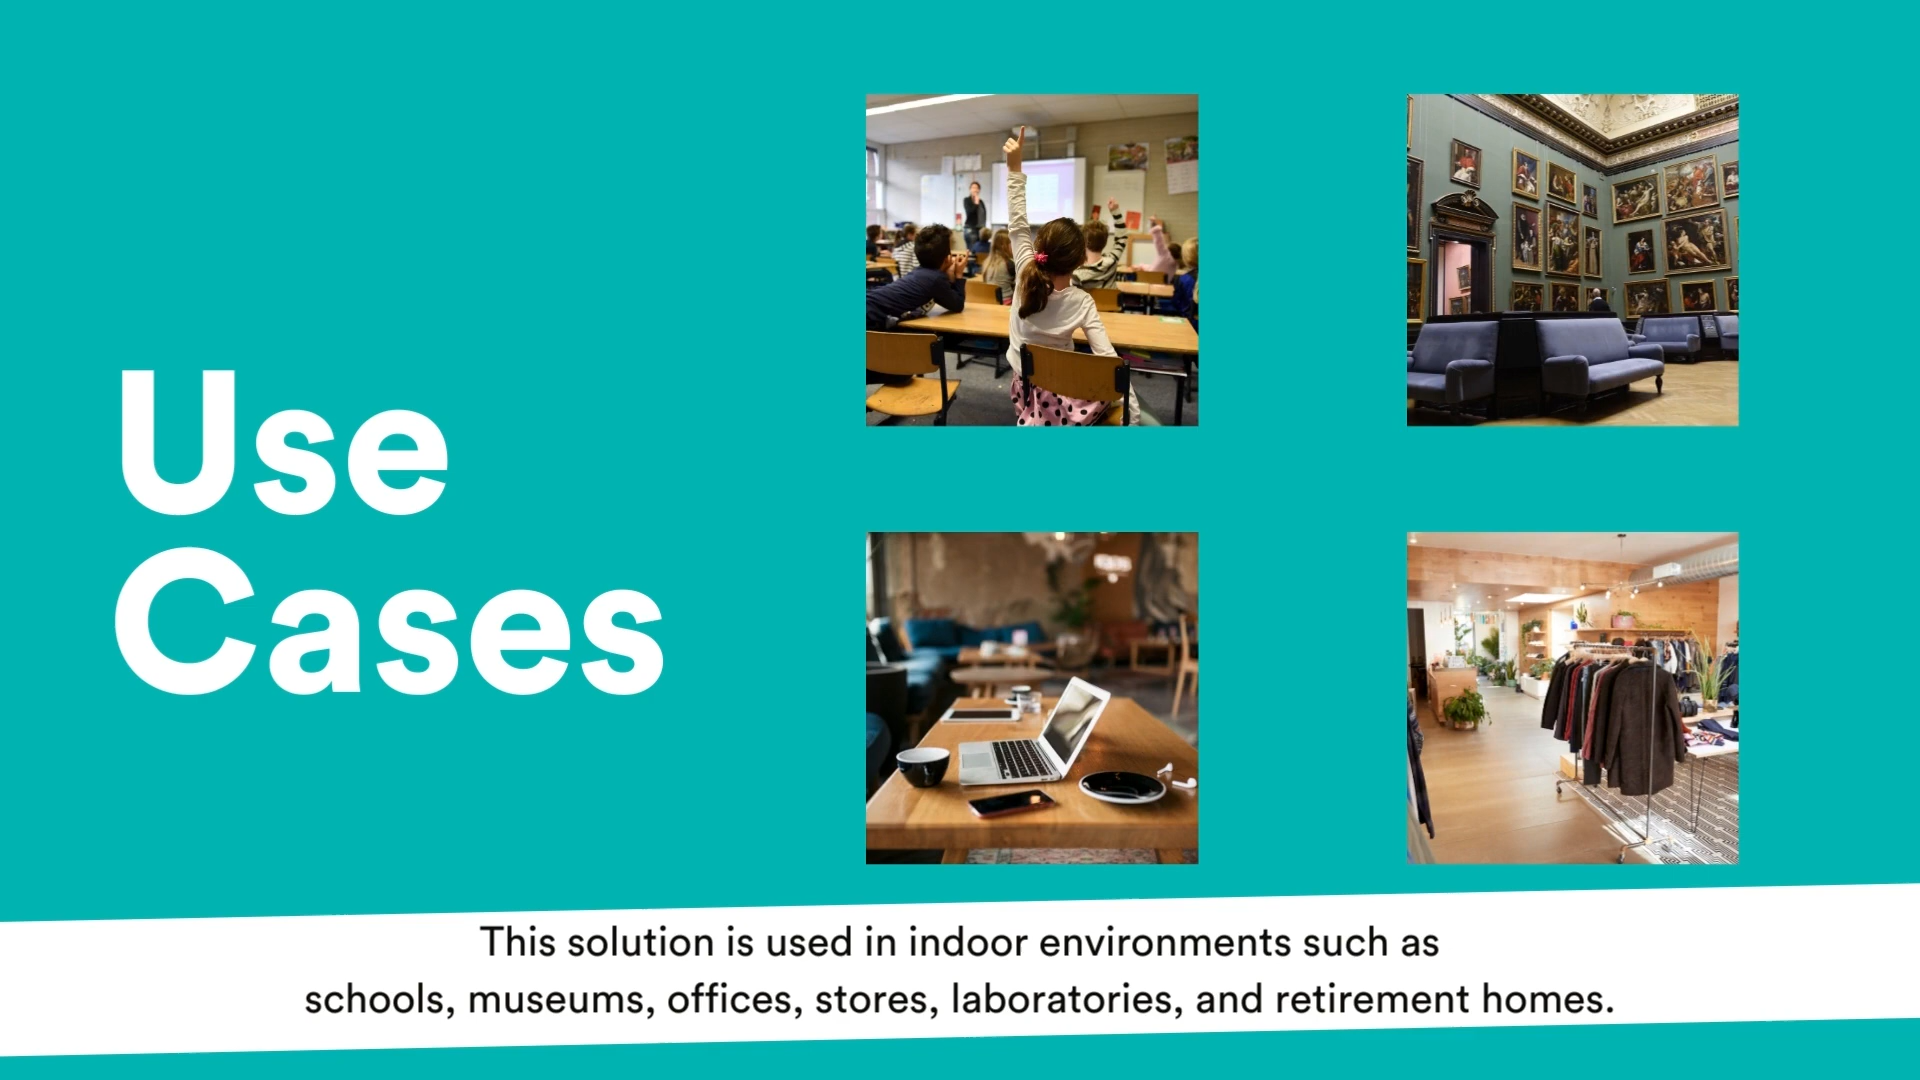 Use
Cases
This solution is used in indoor environments such as
schools, museums, offices, stores, laboratories, and retirement homes.